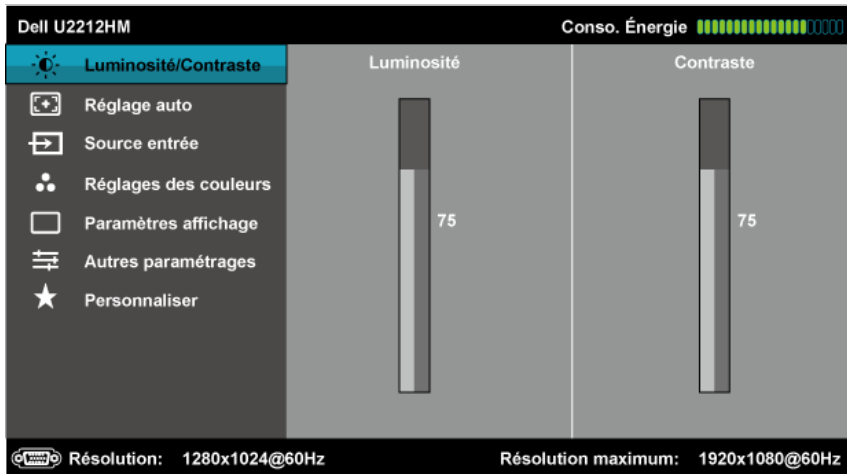 Dell U2212HM Conso. Énergie
Luminosité/Contraste Luminosité Contraste
Réglage auto
Source entrée
Réglages des couleurs
Paramètres affichage 75 75
Autres paramétrages
Personnaliser
Résolution: 1280x1024@60Hz Résolution maximum: 1920x1080@60Hz